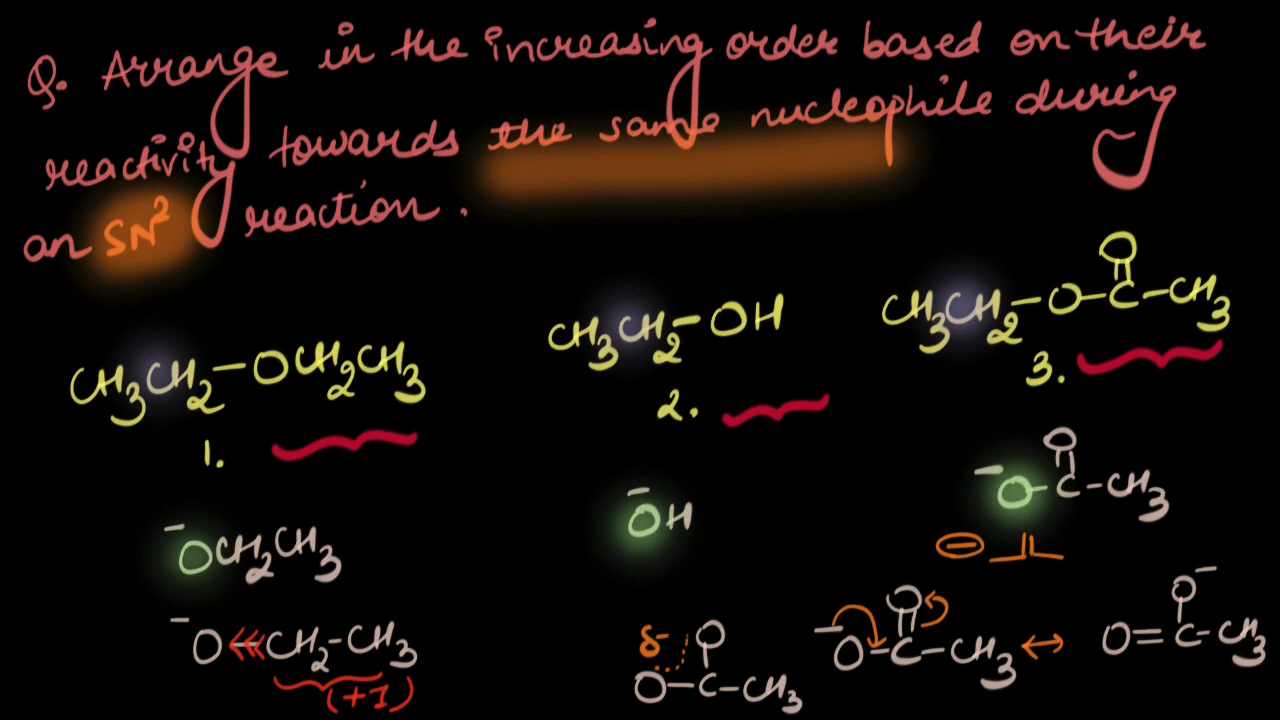 Q. Arrange in the increasing order based on their
reactivity towards the same nucleophile during
an SN² reaction.
CH₃CH₂–OCH₂CH₃
1.
CH₃CH₂–OH
2.
O
CH₃CH₂–O–C–CH₃
3.
⁻OCH₂CH₃
⁻OH
O
⁻O–C–CH₃
⊖
⁻O–CH₂–CH₃
(+I)
δ- O
O–C–CH₃
O
⁻O–C–CH₃ ↔
O⁻
O=C–CH₃